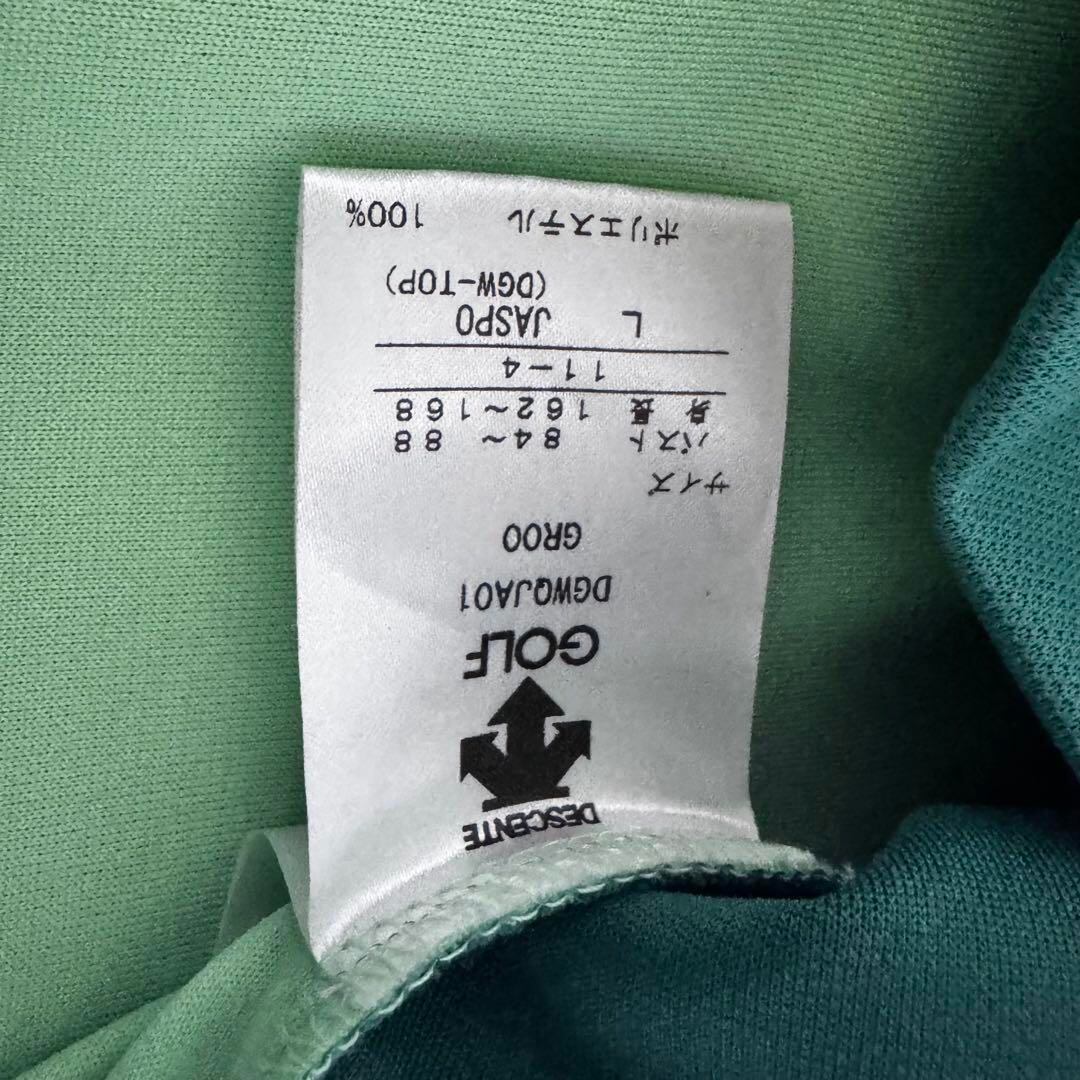 DESCENTE
GOLF
DGWQJA01
GR00
サイズ
バスト 84〜 88
身長 162〜168
11-4
L JASPO
(DGW-TOP)
ポリエステル 100%